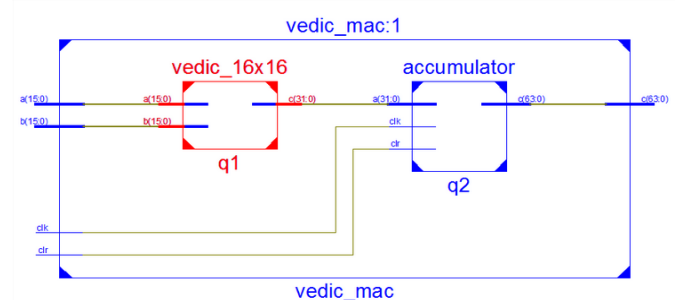 vedic_mac:1
vedic_16x16
accumulator
a(15:0)
a(15:0)
c(31:0)
a(31:0)
q(63:0)
c(63:0)
b(15:0)
b(15:0)
clk
clr
q1
q2
clk
clr
vedic_mac